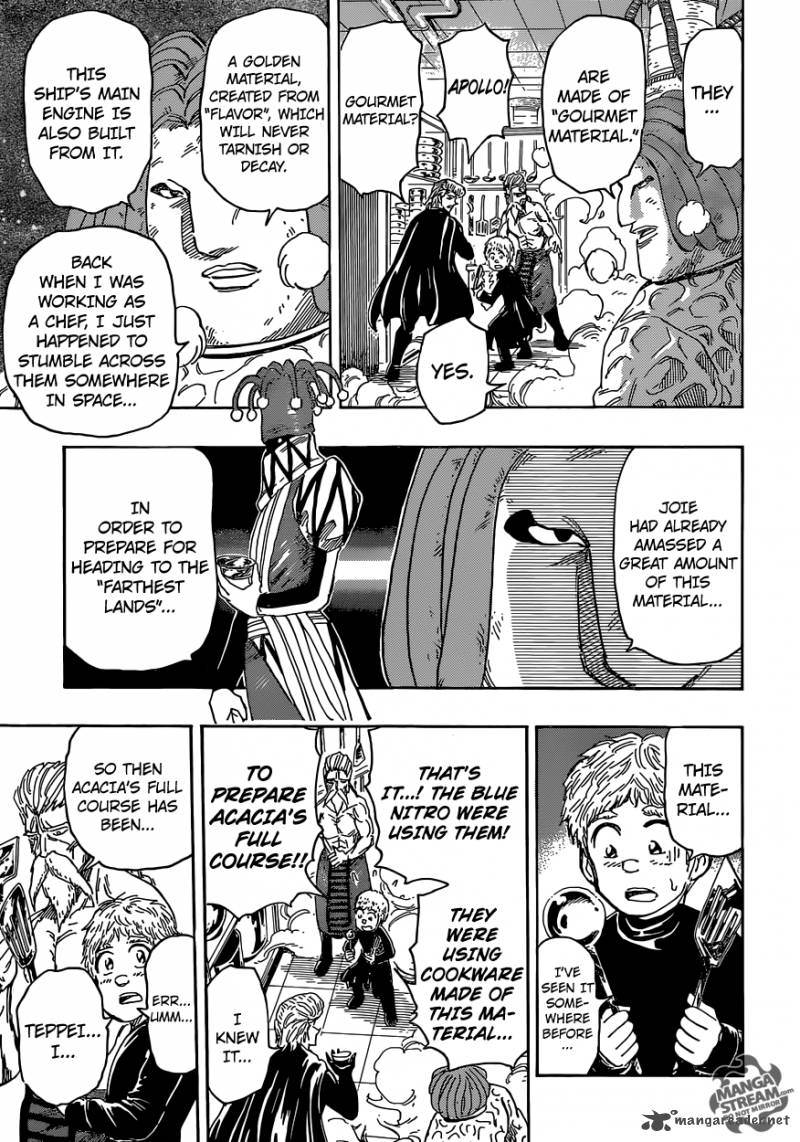 THEY
...
ARE
MADE OF
"GOURMET
MATERIAL."
APOLLO!
GOURMET
MATERIAL?
YES.
A GOLDEN
MATERIAL,
CREATED FROM
"FLAVOR", WHICH
WILL NEVER
TARNISH OR
DECAY.
THIS
SHIP'S MAIN
ENGINE IS
ALSO BUILT
FROM IT.
BACK
WHEN I WAS
WORKING AS
A CHEF, I JUST
HAPPENED TO
STUMBLE ACROSS
THEM SOMEWHERE
IN SPACE...
JOIE
HAD ALREADY
AMASSED A
GREAT AMOUNT
OF THIS
MATERIAL...
IN
ORDER TO
PREPARE FOR
HEADING TO THE
"FARTHEST
LANDS"...
THIS
MATE-
RIAL...
I'VE
SEEN IT
SOME-
WHERE
BEFORE
...
THAT'S
IT...! THE BLUE
NITRO WERE
USING THEM!
TO
PREPARE
ACACIA'S
FULL
COURSE!!
THEY
WERE
USING
COOKWARE
MADE OF
THIS MA-
TERIAL...
I
KNEW
IT...
SO THEN
ACACIA'S FULL
COURSE HAS
BEEN...
ERR...
UMM...
TEPPEI...
I...
MANGA
STREAM.com
DO NOT MIRROR
mangareader.net